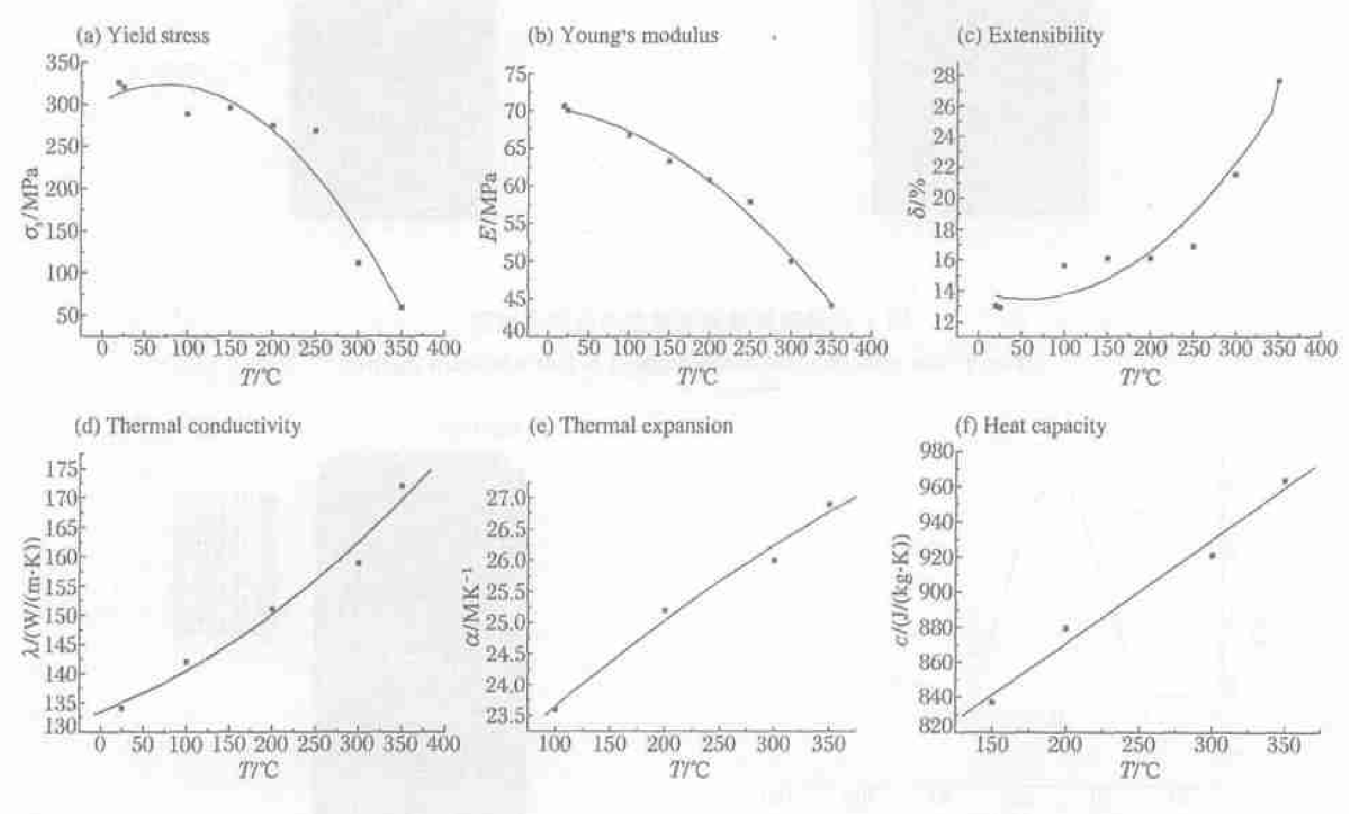 (a) Yield stress
350
300
250
200
150
100
50
σs/MPa
0 50 100 150 200 250 300 350 400
T/℃
(b) Young's modulus
75
70
65
60
55
50
45
40
E/MPa
0 50 100 150 200 250 300 350 400
T/℃
(c) Extensibility
28
26
24
22
20
18
16
14
12
δ/%
0 50 100 150 200 250 300 350 400
T/℃
(d) Thermal conductivity
175
170
165
160
155
150
145
140
135
130
λ/(W/(m·K))
0 50 100 150 200 250 300 350 400
T/℃
(e) Thermal expansion
27.0
26.5
26.0
25.5
25.0
24.5
24.0
23.5
α/MK⁻¹
100 150 200 250 300 350
T/℃
(f) Heat capacity
980
960
940
920
900
880
860
840
820
c/(J/(kg·K))
150 200 250 300 350
T/℃